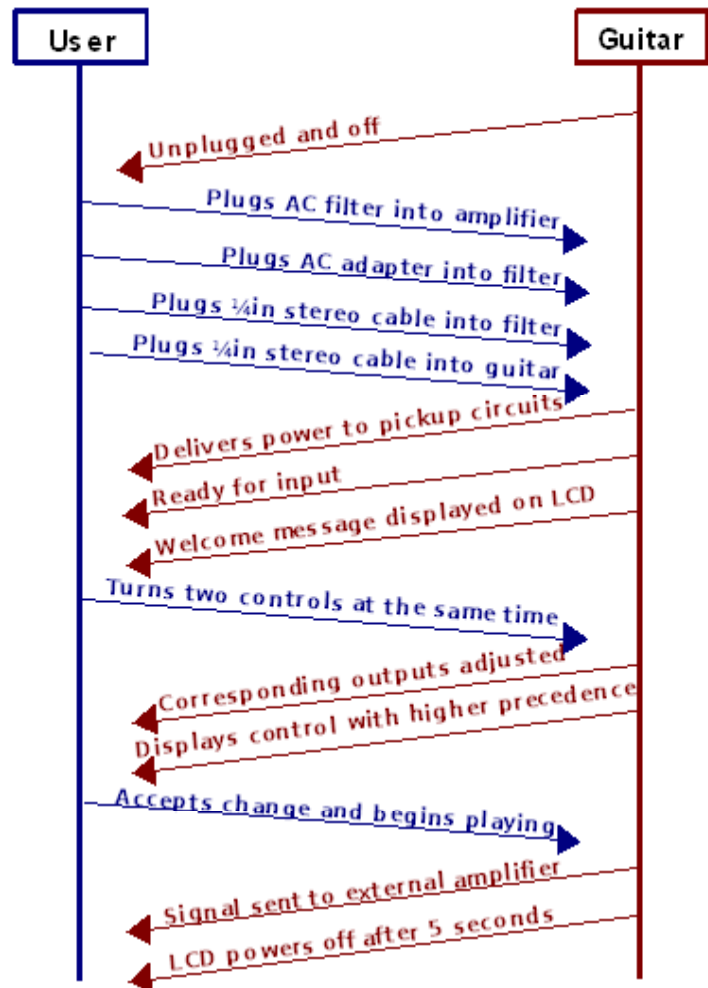 User
Guitar
Unplugged and off
Plugs AC filter into amplifier
Plugs AC adapter into filter
Plugs ¼in stereo cable into filter
Plugs ¼in stereo cable into guitar
Delivers power to pickup circuits
Ready for input
Welcome message displayed on LCD
Turns two controls at the same time
Corresponding outputs adjusted
Displays control with higher precedence
Accepts change and begins playing
Signal sent to external amplifier
LCD powers off after 5 seconds